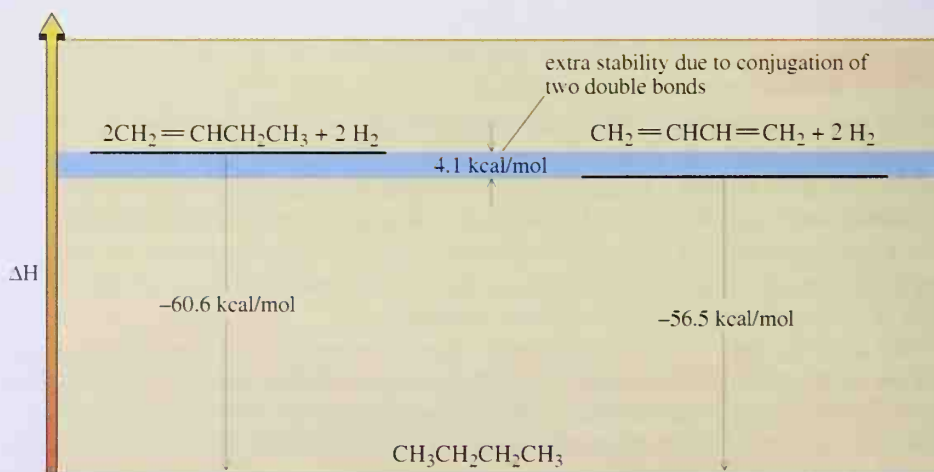 extra stability due to conjugation of
two double bonds
2CH₂=CHCH₂CH₃ + 2 H₂
CH₂=CHCH=CH₂ + 2 H₂
4.1 kcal/mol
ΔH
–60.6 kcal/mol
–56.5 kcal/mol
CH₃CH₂CH₂CH₃